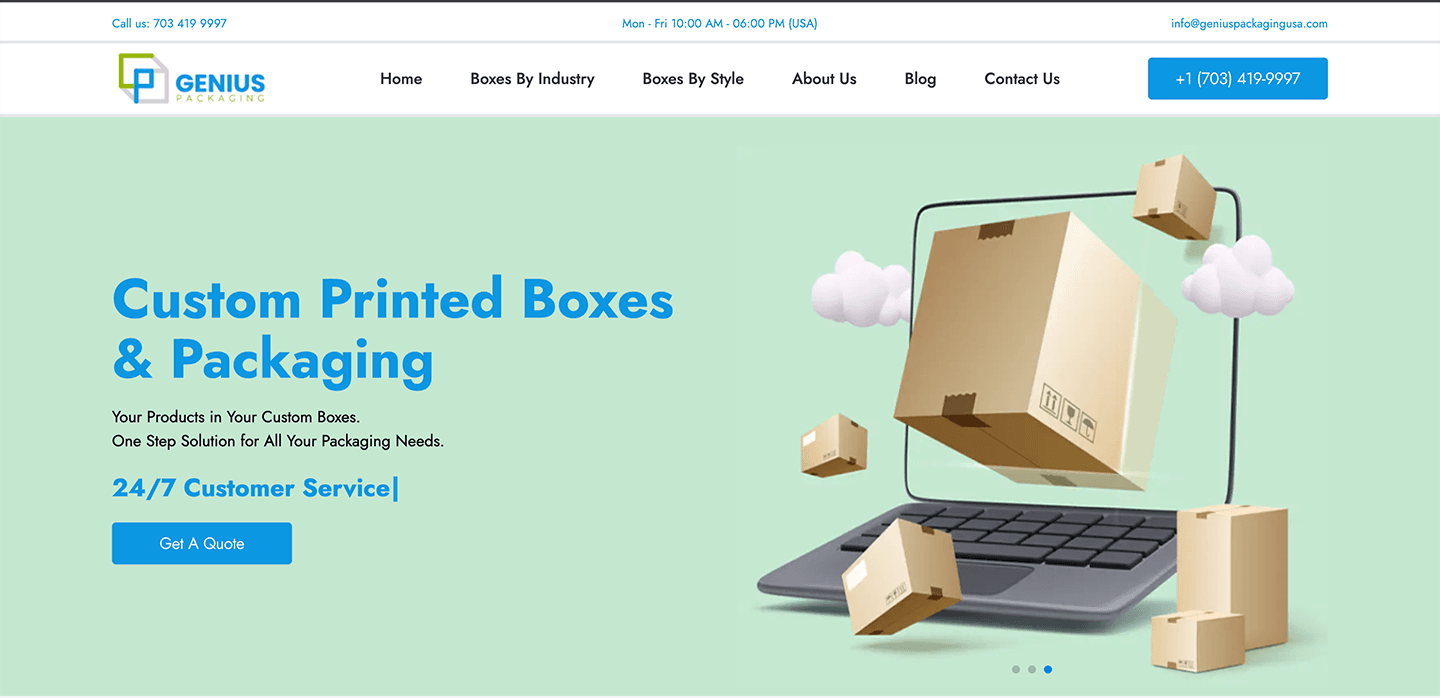 Call us: 703 419 9997
Mon - Fri 10:00 AM - 06:00 PM (USA)
info@geniuspackagingusa.com
GENIUS
PACKAGING
Home
Boxes By Industry
Boxes By Style
About Us
Blog
Contact Us
+1 (703) 419-9997
Custom Printed Boxes
& Packaging
Your Products in Your Custom Boxes.
One Step Solution for All Your Packaging Needs.
24/7 Customer Service|
Get A Quote